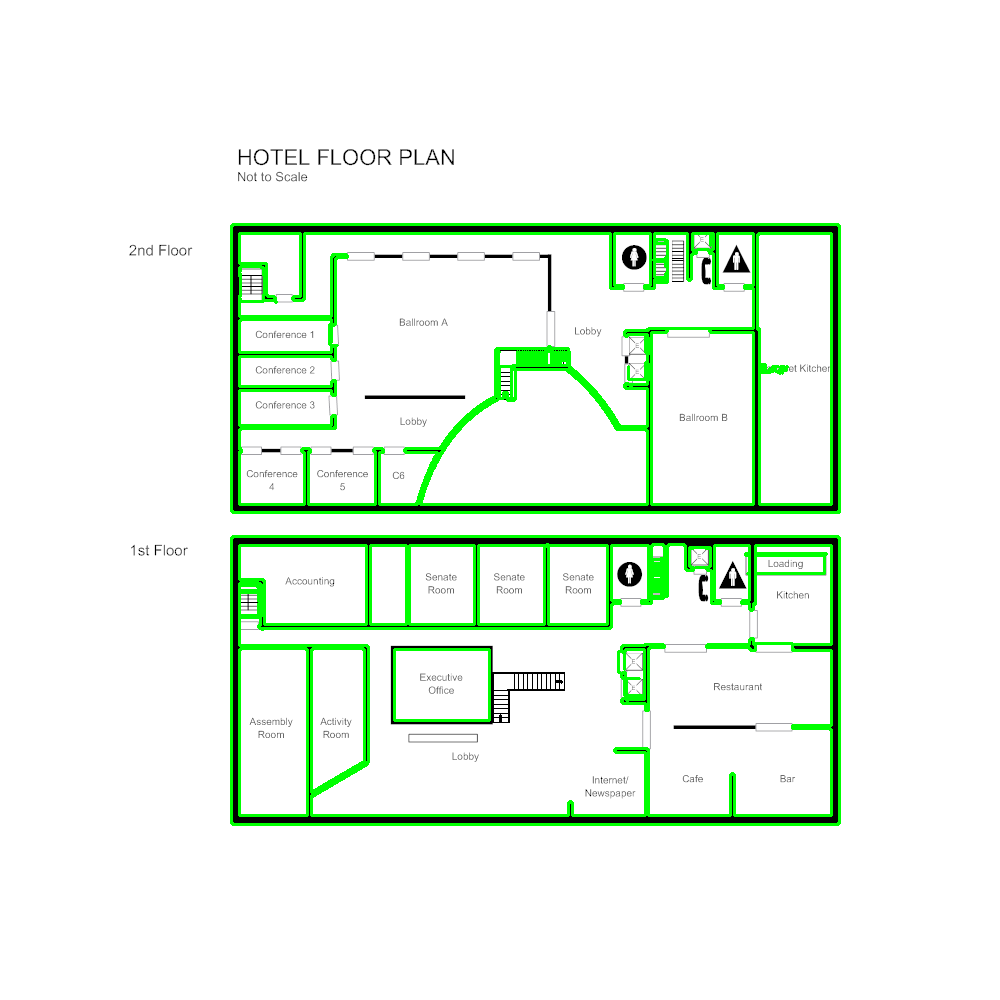 HOTEL FLOOR PLAN
Not to Scale
2nd Floor
Ballroom A
Lobby
Conference 1
Conference 2
Conference 3
Kitchen
Ballroom B
Lobby
Conference
4
Conference
5
C6
1st Floor
Accounting
Senate
Room
Senate
Room
Senate
Room
Loading
Kitchen
Executive
Office
Restaurant
Assembly
Room
Activity
Room
Lobby
Internet/
Newspaper
Cafe
Bar